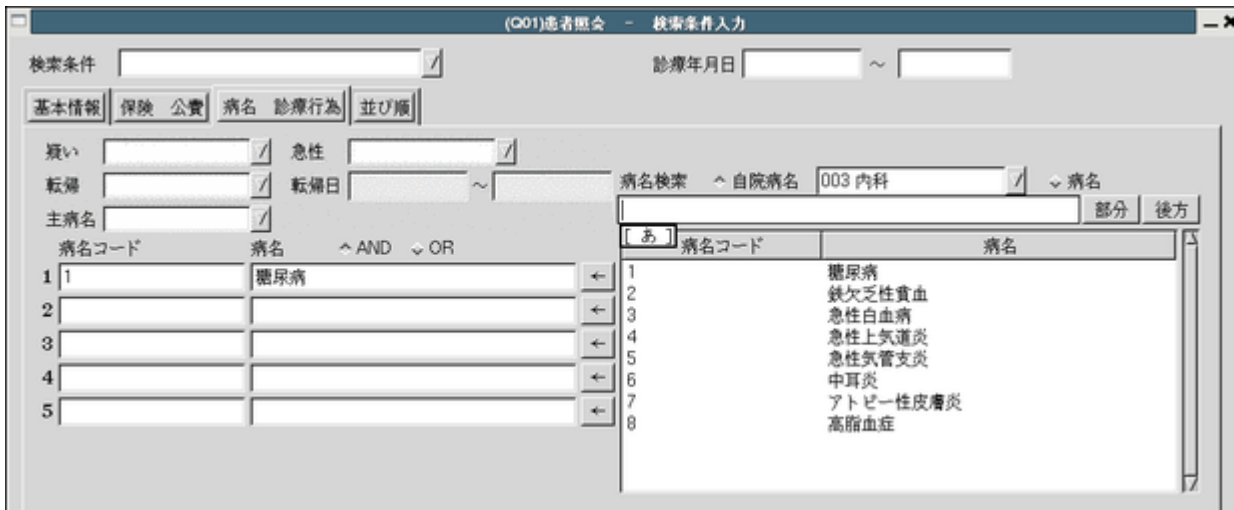 (Q01)患者照会 － 検索条件入力
検索条件 診療年月日 ～
基本情報 保険 公費 病名 診療行為 並び順
疑い 急性
転帰 転帰日 ～
主病名
病名コード 病名 AND OR
1 1 糖尿病 ←
2 ←
3 ←
4 ←
5 ←
病名検索 自院病名 003 内科 病名
部分 後方
[ あ ]
病名コード 病名
1 糖尿病
2 鉄欠乏性貧血
3 急性白血病
4 急性上気道炎
5 急性気管支炎
6 中耳炎
7 アトピー性皮膚炎
8 高脂血症